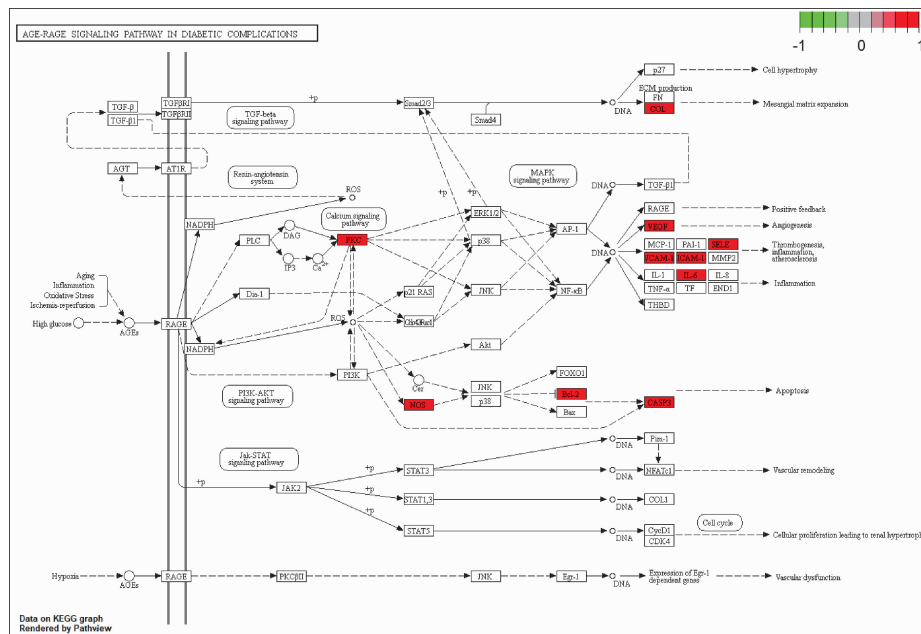 AGE-RAGE SIGNALING PATHWAY IN DIABETIC COMPLICATIONS
-1 0 1
p27
Cell hypertrophy
ECM production
FN
COL
DNA
Mesangial matrix expansion
TGF-β
TGF-β1
TGFβRI
TGFβRII
+p
TGF-beta
signaling pathway
Smad2/3
Smad4
AGT
AT1R
Renin-angiotensin
system
ROS
MAPK
signaling pathway
+p
+p
DNA
TGF-β1
NADPH
Calcium signaling
pathway
PLC
DAG
IP3
Ca2+
PKC
ERK1/2
p38
AP-1
DNA
RAGE
Positive feedback
VEGF
Angiogenesis
MCP-1
PAI-1
SELE
VCAM-1
ICAM-1
MMP2
Thrombogenesis,
inflammation,
atherosclerosis
IL-1
IL-6
IL-8
TNF-α
TF
END1
Inflammation
THBD
Aging
Inflammation
Oxidative Stress
Ischemia-reperfusion
High glucose
AGEs
RAGE
Dia-1
p21 RAS
JNK
NF-κB
ROS
NADPH
Akt
PI3K
PI3K-AKT
signaling pathway
Cer
NOS
JNK
p38
FOXO1
Bcl-2
Bax
CASP3
Apoptosis
Jak-STAT
signaling pathway
+p
JAK2
+p
STAT3
DNA
Pim-1
DNA
NFATc1
Vascular remodeling
+p
STAT1,3
DNA
COL1
+p
STAT5
DNA
CycD1
CDK4
Cell cycle
Cellular proliferation leading to renal hypertroph
Hypoxia
AGEs
RAGE
PKCβII
JNK
Egr-1
DNA
Expression of Egr-1
dependent genes
Vascular dysfunction
Data on KEGG graph
Rendered by Pathview